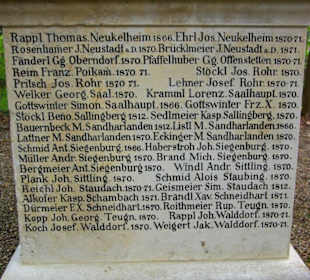 Rappl Thomas. Neukelheim 1866. Ehrl Jos. Neukelheim 1870·71.
Rosenhamer J. Neustadt a.D. 1870. Brücklmeier J. Neustadt a.D. 1871.
Fänderl Gg. Oberndorf. 1870. Pfaffelhuber Gg. Offenstetten 1870·71.
Reim Franz. Poikam. 1870·71. Stöckl Jos. Rohr. 1870.
Pritsch Jos. Rohr 1870·71. Lehner Josef Rohr 1870·71.
Welker Georg Saal. 1870. Kramml Lorenz. Saalhaupt. 1870.
Gottswinter Simon. Saalhaupt. 1866. Gottswinter Frz. X. 1870.
Stöckl Beno. Sallingberg. 1812. Sedlmeier Kasp. Sallingberg. 1870.
Bauernbeck M. Sandharlanden 1812. Listl M. Sandharlanden. 1866.
Lattner M. Sandharlanden 1870. Eckinger M. Sandharlanden. 1870.
Schmid Ant. Siegenburg. 1866. Haberstroh Joh. Siegenburg. 1870.
Müller Andr. Siegenburg 1870. Brand Mich. Siegenburg. 1870.
Bergmeier Ant. Siegenburg 1870. Windl Andr. Sittling. 1870.
Plank Joh. Sittling. 1870. Schmid Alois Staubing. 1870.
Reichl Joh. Staudach 1870·71. Geismeier Sim. Staudach 1812.
Alkofer Kasp. Schambach 1871. Brändl Xav. Schneidhart 1871.
Dürmeier F.X. Schneidhart 1870. Roithmeier Rup. Teugn. 1870.
Kopp Joh. Georg. Teugn. 1870. Rappl Joh. Walddorf. 1870·71.
Koch Josef. Walddorf. 1870. Weigert Jak. Walddorf. 1870·71.